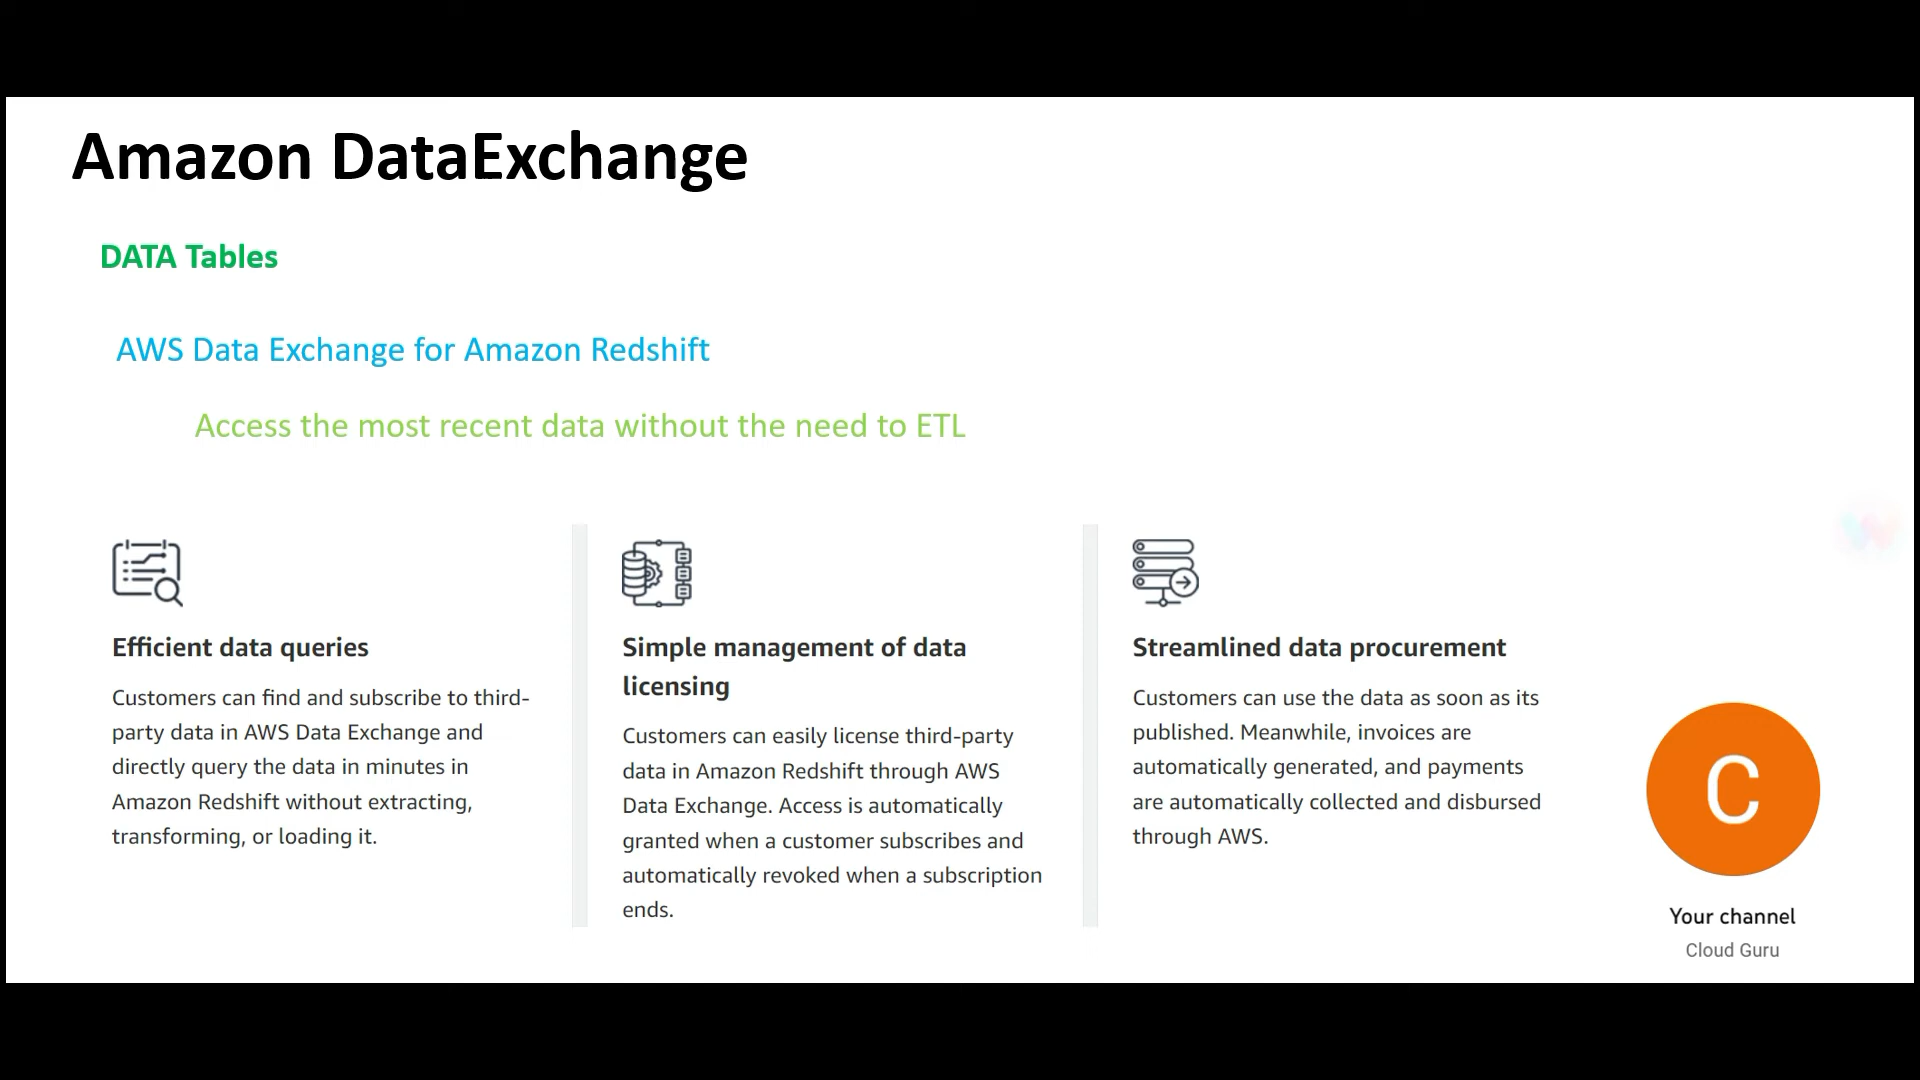 Amazon DataExchange
DATA Tables
AWS Data Exchange for Amazon Redshift
Access the most recent data without the need to ETL
Efficient data queries
Customers can find and subscribe to third-
party data in AWS Data Exchange and
directly query the data in minutes in
Amazon Redshift without extracting,
transforming, or loading it.
Simple management of data
licensing
Customers can easily license third-party
data in Amazon Redshift through AWS
Data Exchange. Access is automatically
granted when a customer subscribes and
automatically revoked when a subscription
ends.
Streamlined data procurement
Customers can use the data as soon as its
published. Meanwhile, invoices are
automatically generated, and payments
are automatically collected and disbursed
through AWS.
C
Your channel
Cloud Guru